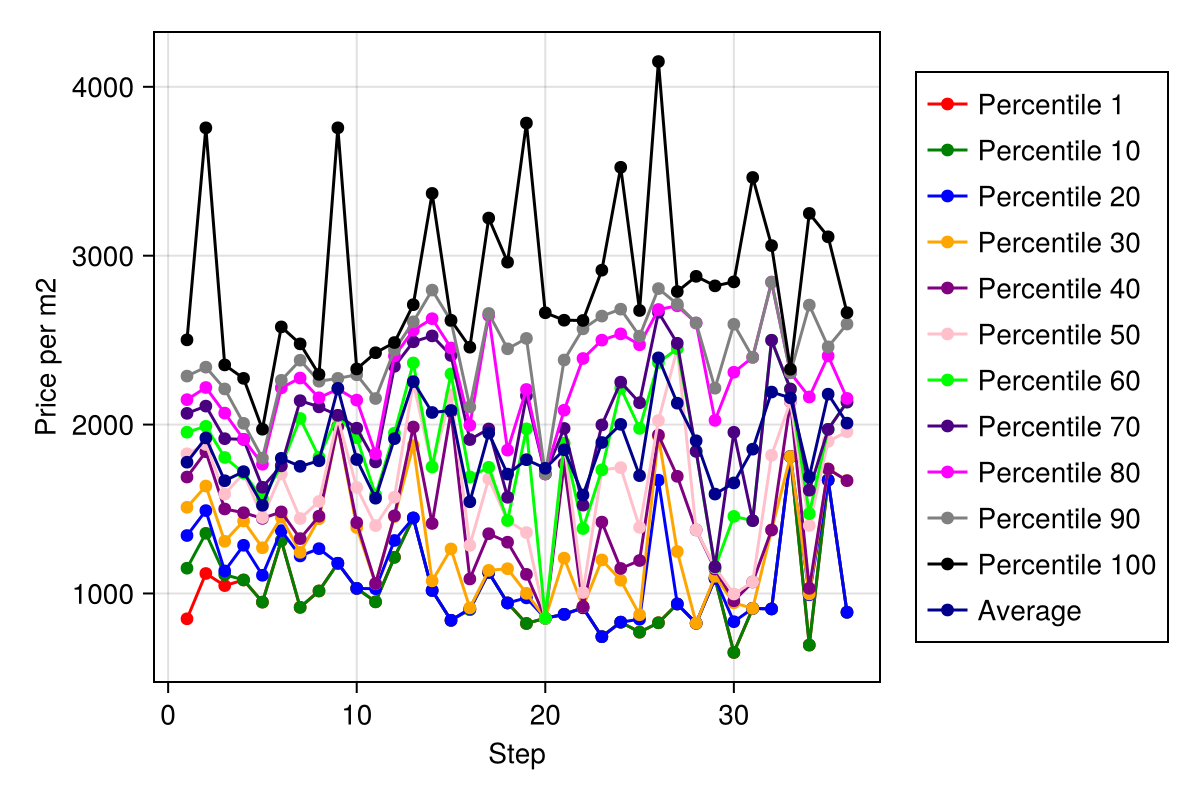 4000
3000
2000
1000
Price per m2
0 10 20 30
Step
Percentile 1
Percentile 10
Percentile 20
Percentile 30
Percentile 40
Percentile 50
Percentile 60
Percentile 70
Percentile 80
Percentile 90
Percentile 100
Average